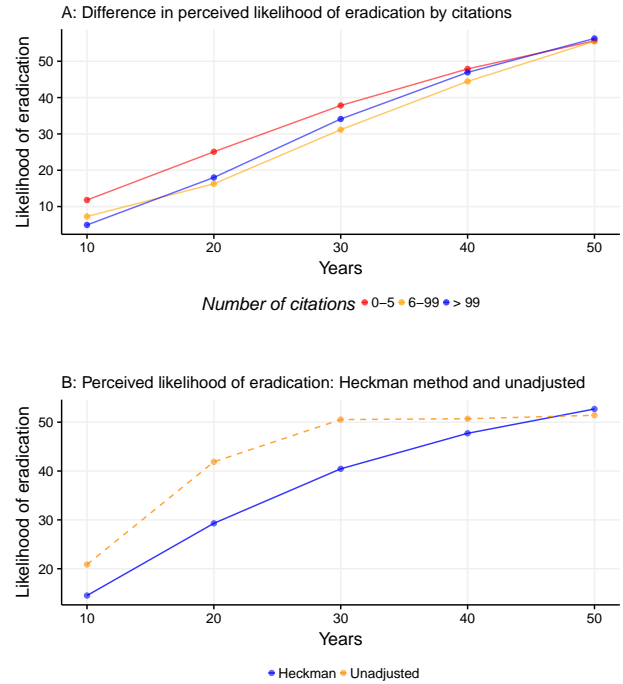 A: Difference in perceived likelihood of eradication by citations
Likelihood of eradication
50
40
30
20
10
10 20 30 40 50
Years
Number of citations 0–5 6–99 > 99
B: Perceived likelihood of eradication: Heckman method and unadjusted
Likelihood of eradication
50
40
30
20
10 20 30 40 50
Years
Heckman Unadjusted